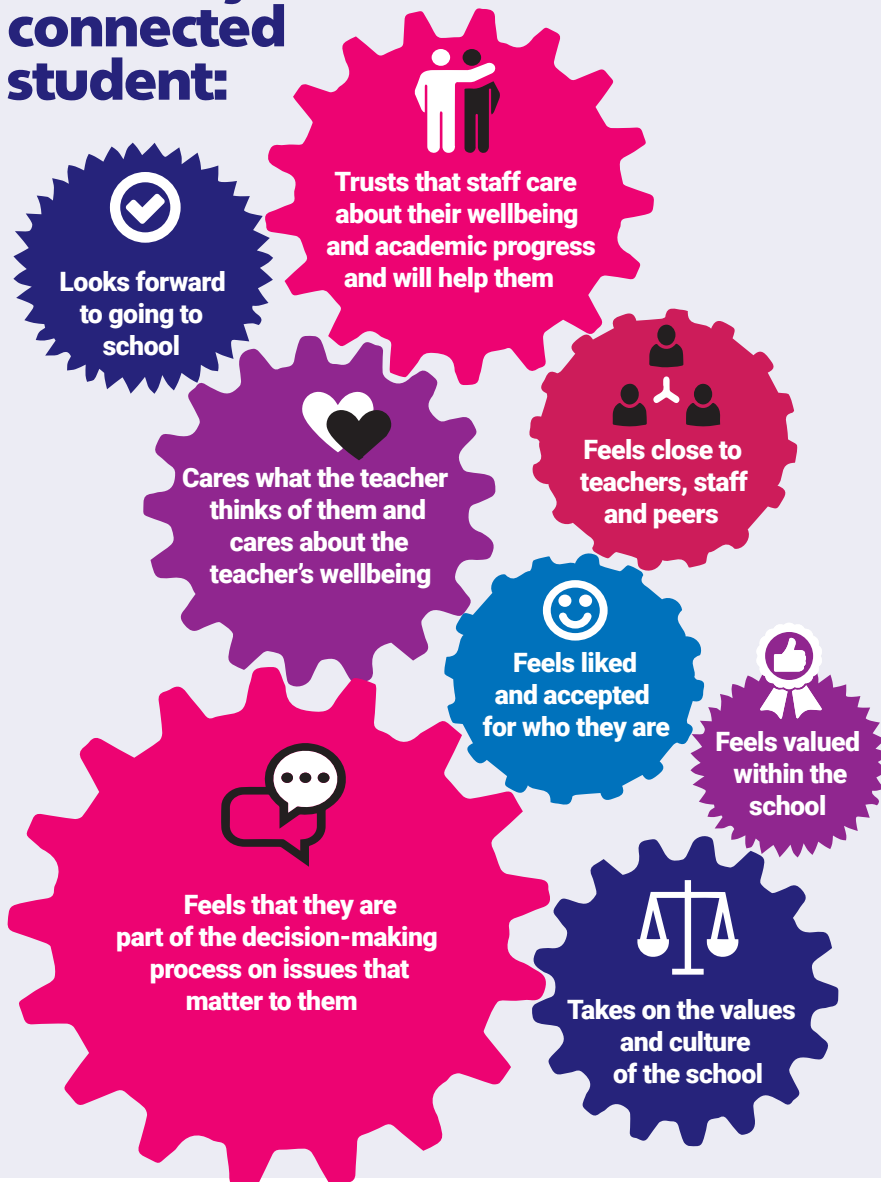 connected
student:
Trusts that staff care
about their wellbeing
and academic progress
and will help them
Looks forward
to going to
school
Cares what the teacher
thinks of them and
cares about the
teacher’s wellbeing
Feels close to
teachers, staff
and peers
Feels liked
and accepted
for who they are
Feels valued
within the
school
Feels that they are
part of the decision-making
process on issues that
matter to them
Takes on the values
and culture
of the school